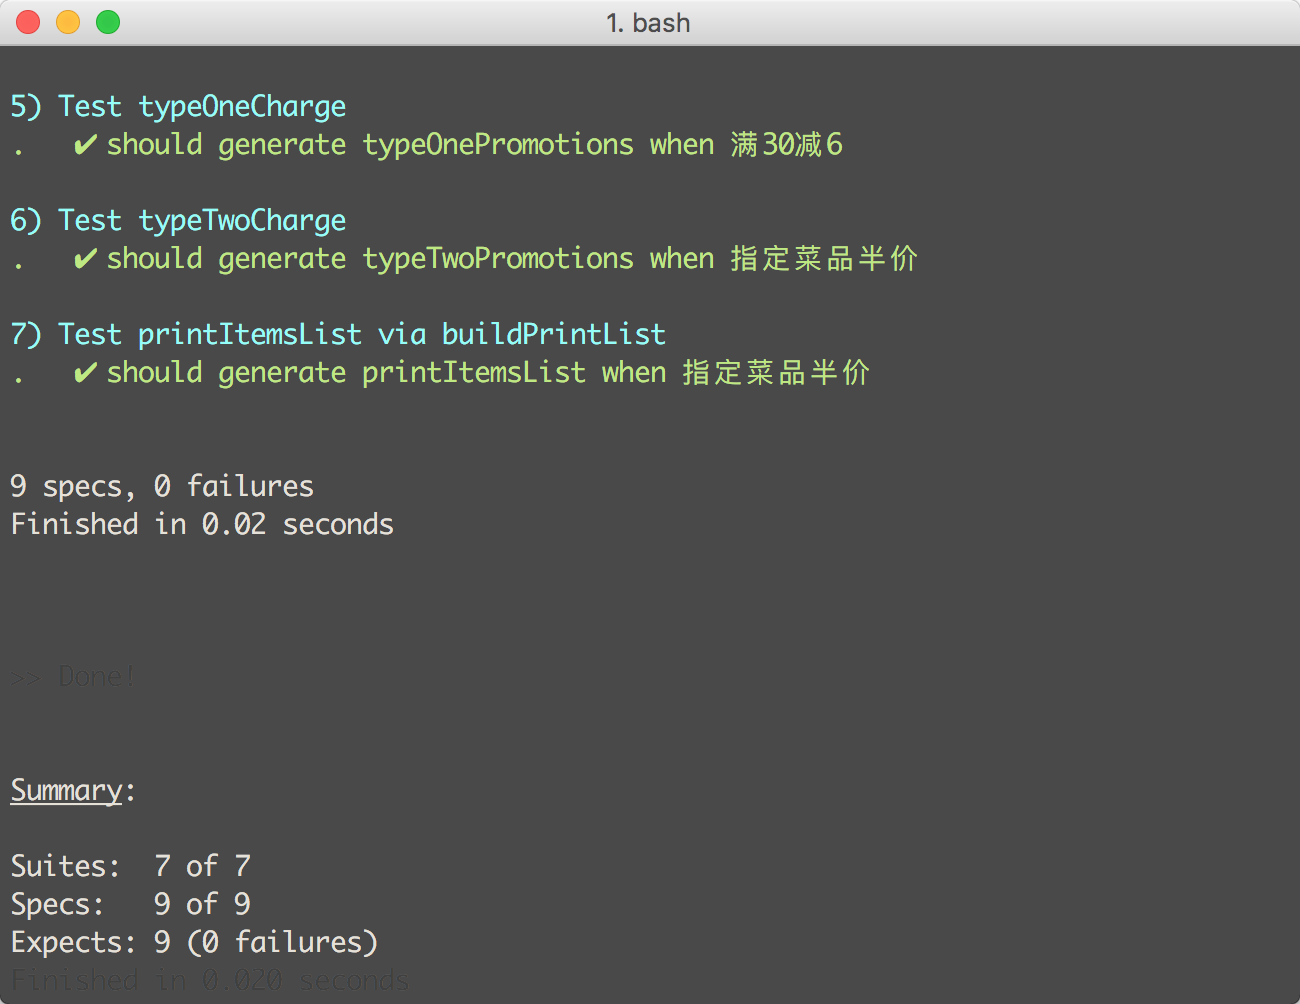 1. bash
5) Test typeOneCharge
. ✔ should generate typeOnePromotions when 满30减6
6) Test typeTwoCharge
. ✔ should generate typeTwoPromotions when 指定菜品半价
7) Test printItemsList via buildPrintList
. ✔ should generate printItemsList when 指定菜品半价
9 specs, 0 failures
Finished in 0.02 seconds
>> Done!
Summary:
Suites: 7 of 7
Specs: 9 of 9
Expects: 9 (0 failures)
Finished in 0.020 seconds